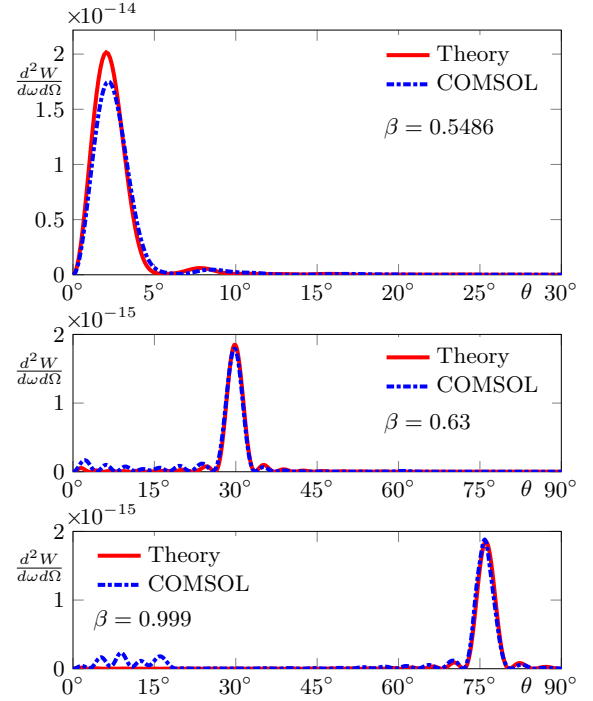 ×10⁻¹⁴
d²W/dωdΩ
2
1.5
1
0.5
0
Theory
COMSOL
β = 0.5486
0° 5° 10° 15° 20° 25° θ 30°
×10⁻¹⁵
d²W/dωdΩ
2
1
0
Theory
COMSOL
β = 0.63
0° 15° 30° 45° 60° 75° θ 90°
×10⁻¹⁵
d²W/dωdΩ
2
1
0
Theory
COMSOL
β = 0.999
0° 15° 30° 45° 60° 75° θ 90°